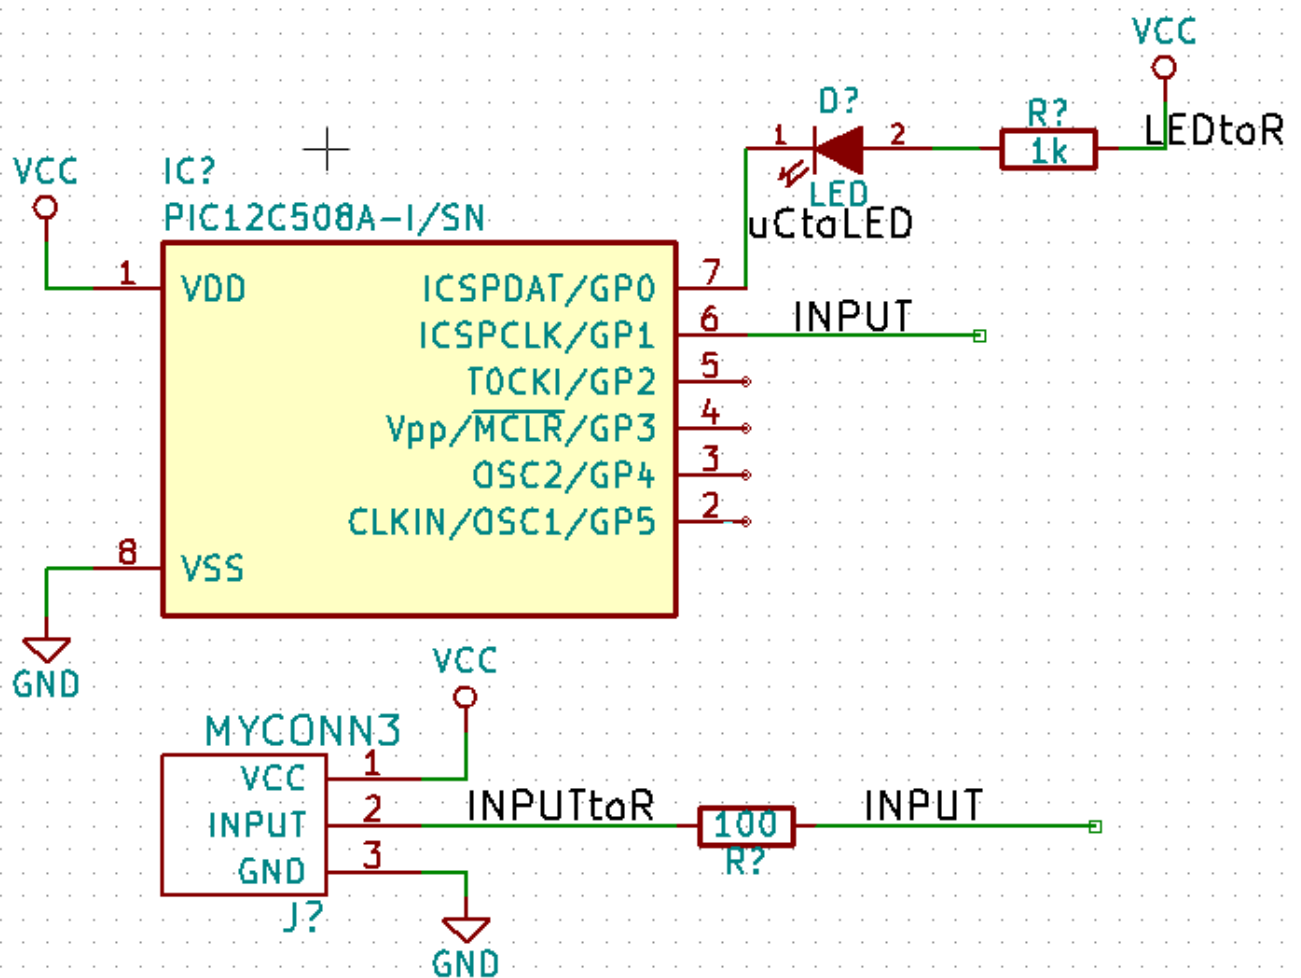 VCC
D?
R?
1
2
1k
LEDtoR
LED
uCtoLED
VCC
IC?
PIC12C508A-I/SN
1
VDD
ICSPDAT/GP0
7
ICSPCLK/GP1
6
INPUT
T0CKI/GP2
5
Vpp/MCLR/GP3
4
OSC2/GP4
3
CLKIN/OSC1/GP5
2
8
VSS
GND
VCC
MYCONN3
VCC
1
INPUT
2
INPUTtoR
100
INPUT
R?
GND
3
J?
GND